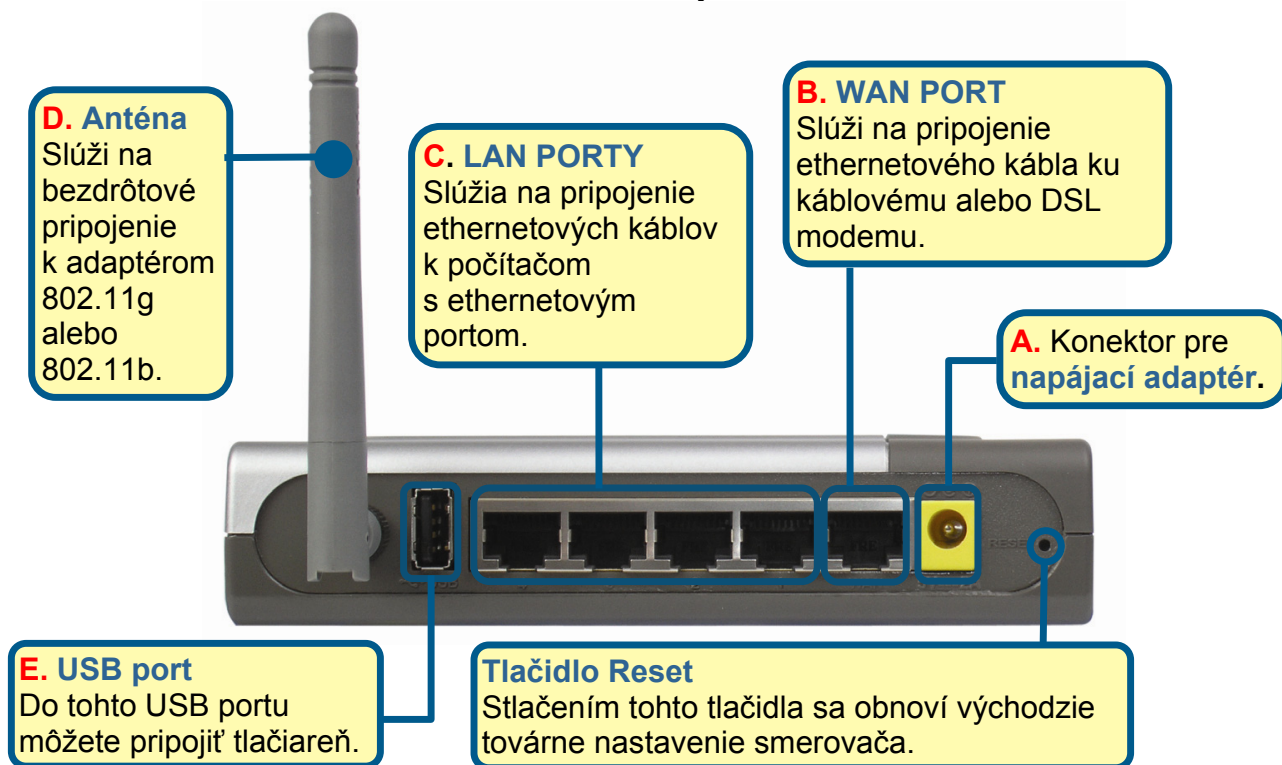 D. Anténa
Slúži na
bezdrôtové
pripojenie
k adaptérom
802.11g
alebo
802.11b.
C. LAN PORTY
Slúžia na pripojenie
ethernetových káblov
k počítačom
s ethernetovým
portom.
B. WAN PORT
Slúži na pripojenie
ethernetového kábla ku
káblovému alebo DSL
modemu.
A. Konektor pre
napájací adaptér.
RESET
E. USB port
Do tohto USB portu
môžete pripojiť tlačiareň.
Tlačidlo Reset
Stlačením tohto tlačidla sa obnoví východzie
továrne nastavenie smerovača.